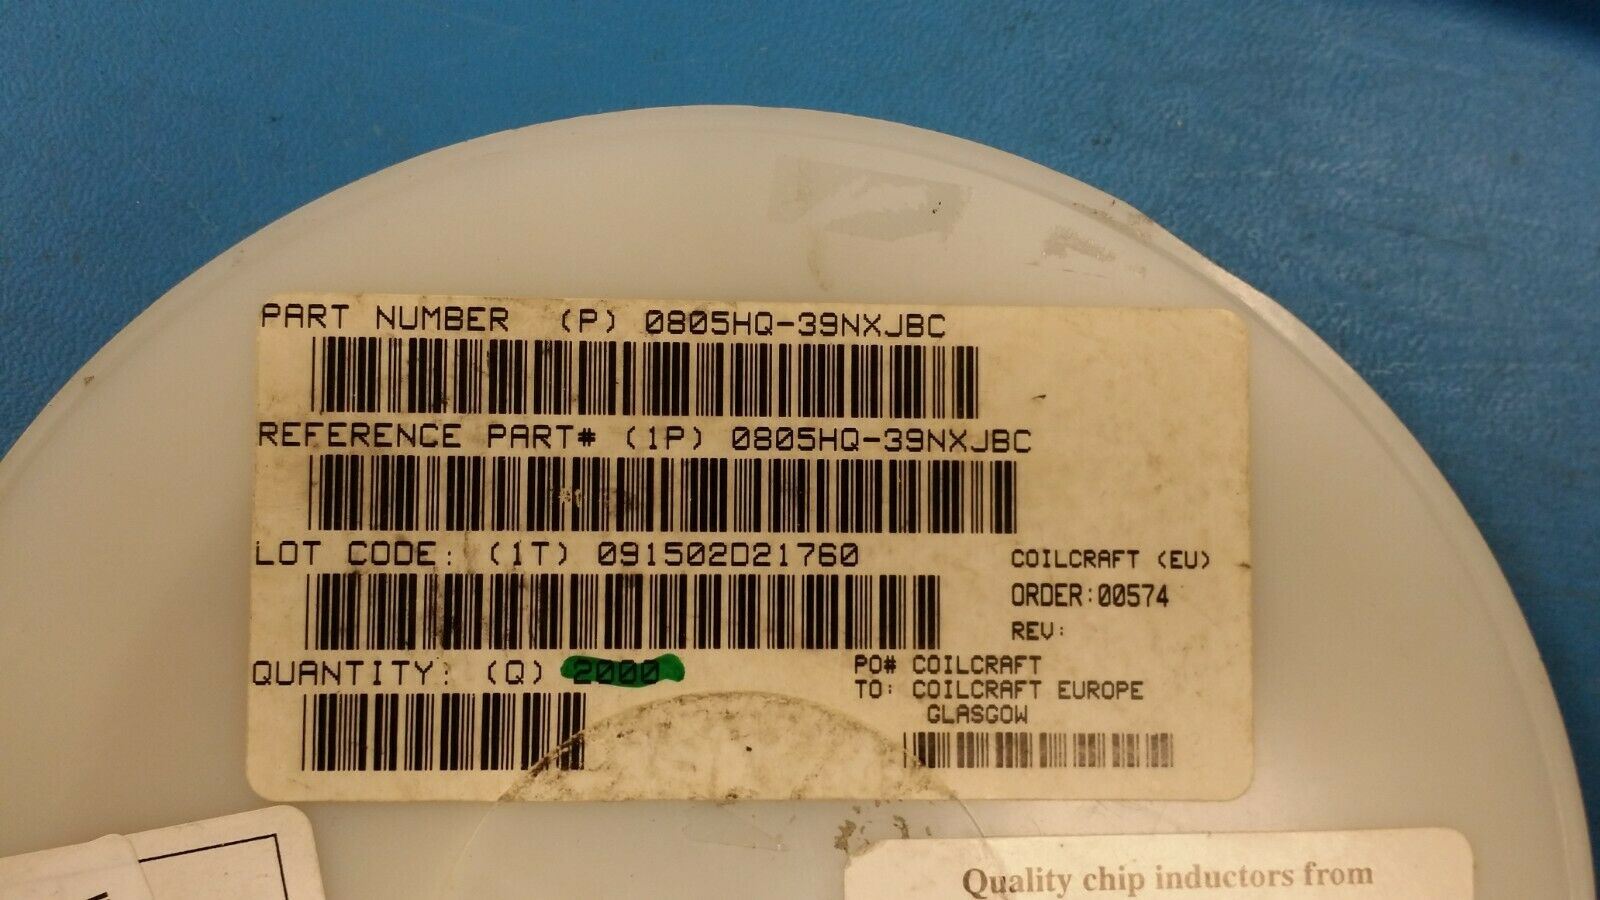 PART NUMBER (P) 0805HQ-39NXJBC
REFERENCE PART# (1P) 0805HQ-39NXJBC
LOT CODE: (1T) 091502D21760
COILCRAFT (EU)
ORDER:00574
REV:
QUANTITY: (Q) 2000
PO# COILCRAFT
TO: COILCRAFT EUROPE
GLASGOW
Quality chip inductors from